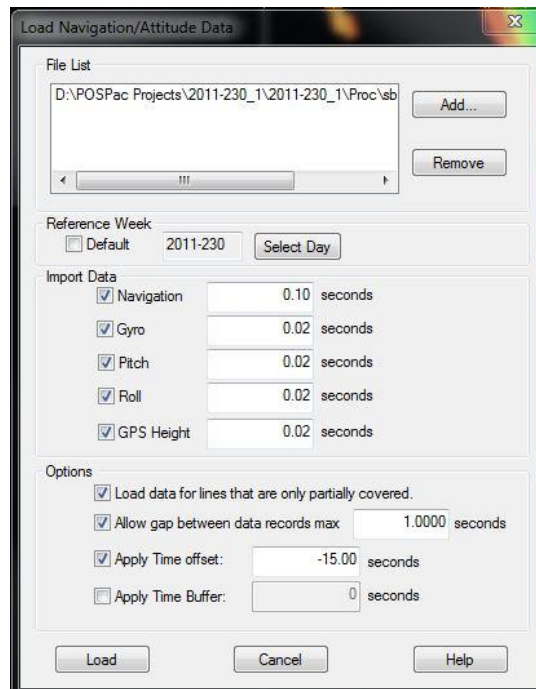 Load Navigation/Attitude Data
File List
D:\POSPac Projects\2011-230_1\2011-230_1\Proc\sb
Add...
Remove
Reference Week
Default 2011-230 Select Day
Import Data
Navigation 0.10 seconds
Gyro 0.02 seconds
Pitch 0.02 seconds
Roll 0.02 seconds
GPS Height 0.02 seconds
Options
Load data for lines that are only partially covered.
Allow gap between data records max 1.0000 seconds
Apply Time offset: -15.00 seconds
Apply Time Buffer: 0 seconds
Load Cancel Help